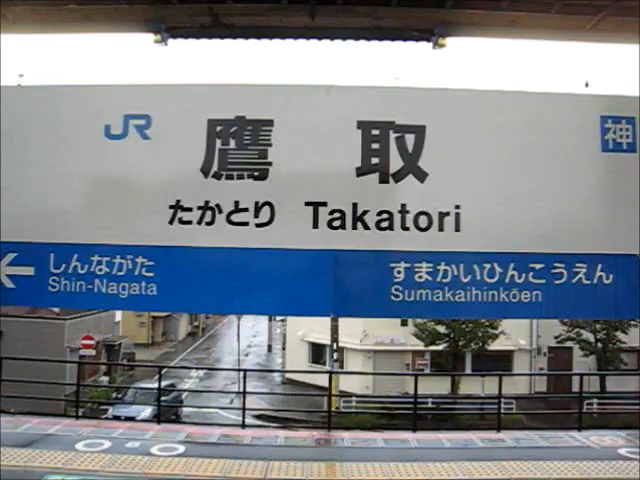 JR 鷹取 神
たかとり Takatori
しんながた すまかいひんこうえん
Shin-Nagata Sumakaihinkōen